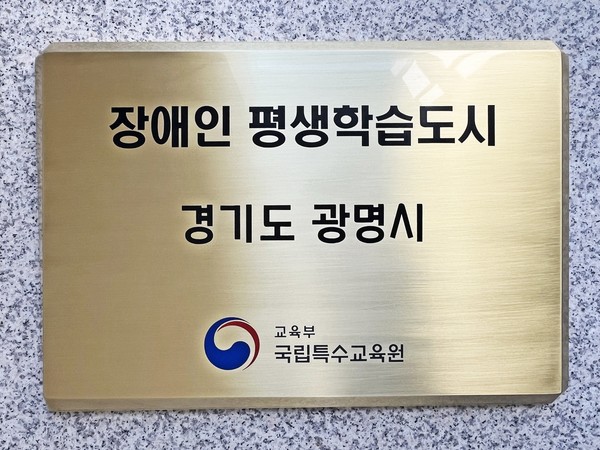 장애인 평생학습도시
경기도 광명시
교육부
국립특수교육원